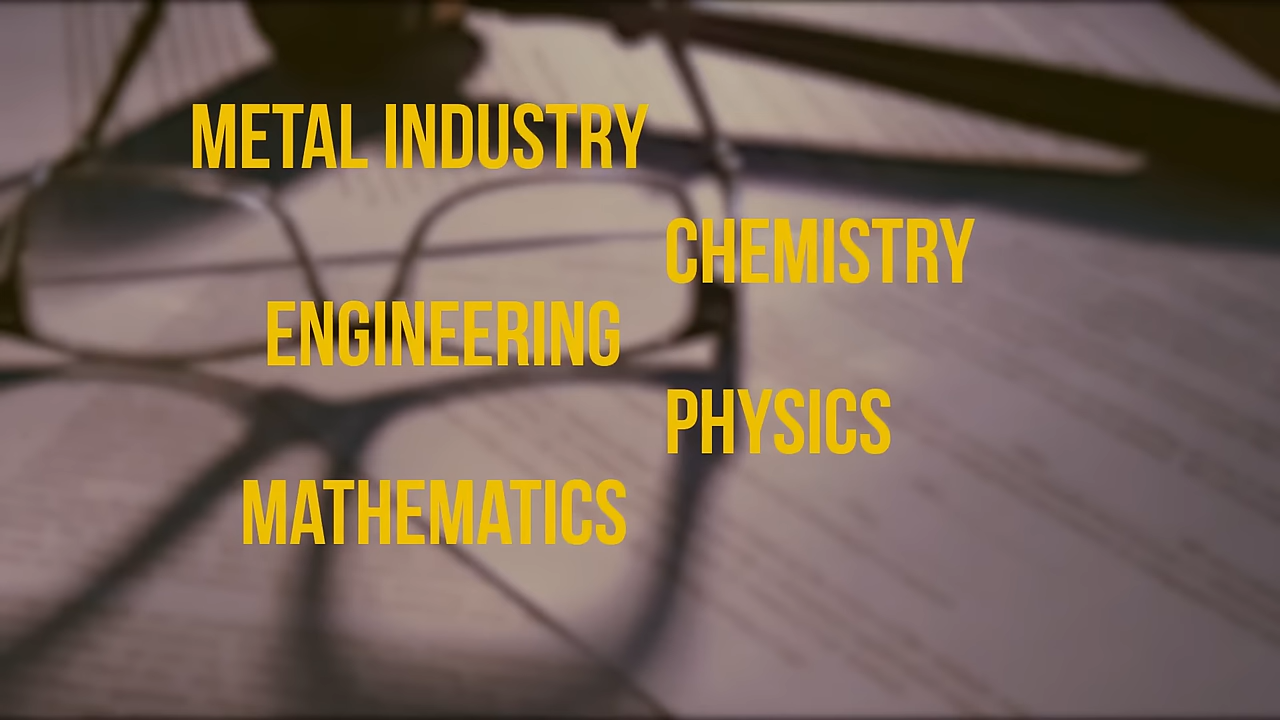 METAL INDUSTRY
CHEMISTRY
ENGINEERING
PHYSICS
MATHEMATICS